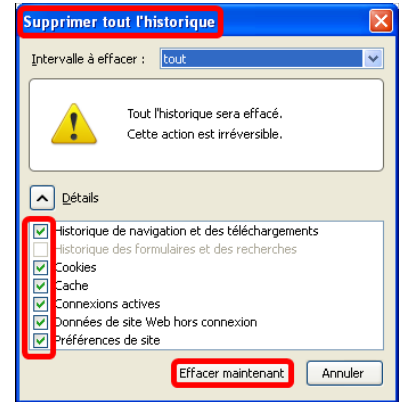 Supprimer tout l'historique
Intervalle à effacer : tout
Tout l'historique sera effacé.
Cette action est irréversible.
Détails
Historique de navigation et des téléchargements
Historique des formulaires et des recherches
Cookies
Cache
Connexions actives
Données de site Web hors connexion
Préférences de site
Effacer maintenant Annuler